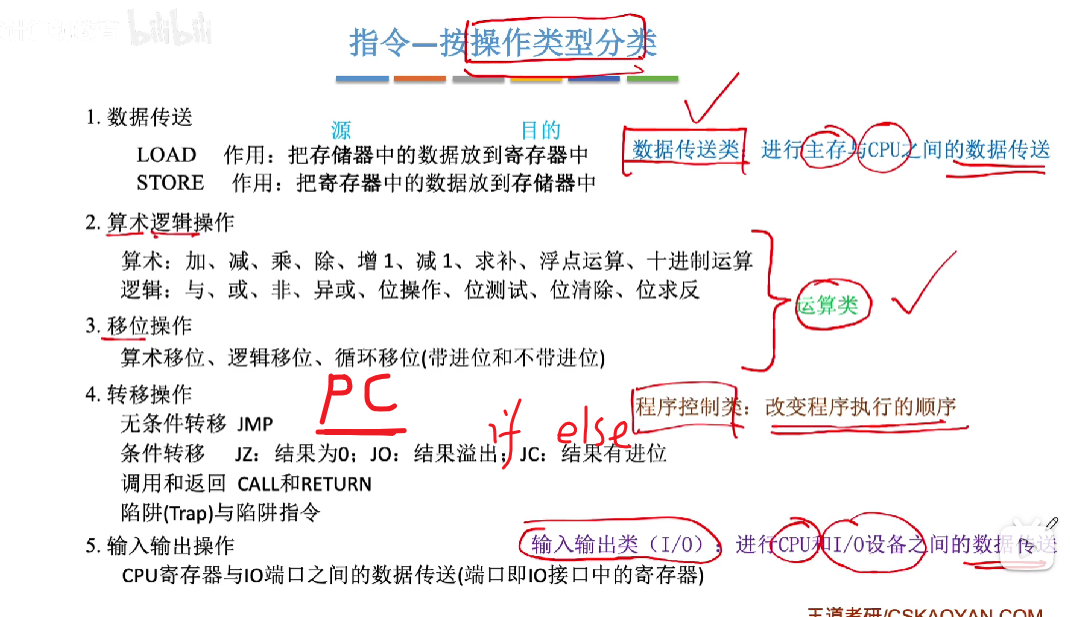 bilibili
指令—按操作类型分类
1. 数据传送
源 目的
LOAD 作用：把存储器中的数据放到寄存器中
数据传送类：进行主存与CPU之间的数据传送
STORE 作用：把寄存器中的数据放到存储器中
2. 算术逻辑操作
算术：加、减、乘、除、增 1、减 1、求补、浮点运算、十进制运算
逻辑：与、或、非、异或、位操作、位测试、位清除、位求反
运算类
3. 移位操作
算术移位、逻辑移位、循环移位(带进位和不带进位)
4. 转移操作
PC
程序控制类：改变程序执行的顺序
无条件转移 JMP
if else
条件转移 JZ：结果为0；JO：结果溢出；JC：结果有进位
调用和返回 CALL和RETURN
陷阱(Trap)与陷阱指令
5. 输入输出操作
输入输出类（I/O）：进行CPU和I/O设备之间的数据传送
CPU寄存器与IO端口之间的数据传送(端口即IO接口中的寄存器)
王道考研/CSKAOYAN.COM